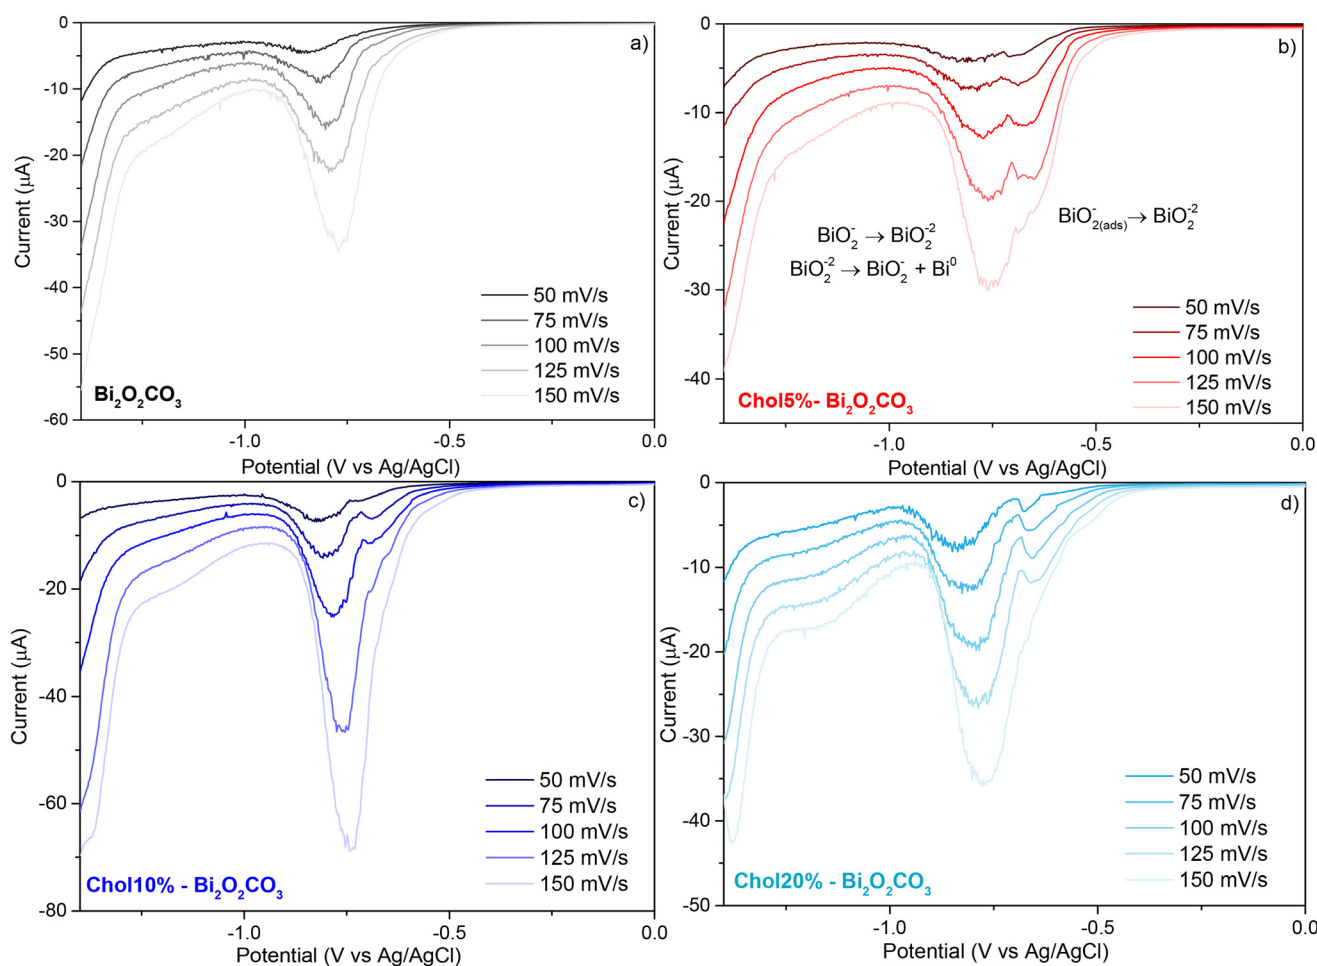 a)
0
-10
-20
-30
-40
-50
-60
Current (μA)
50 mV/s
75 mV/s
100 mV/s
125 mV/s
150 mV/s
Bi₂O₂CO₃
-1.0
-0.5
0.0
Potential (V vs Ag/AgCl)
b)
0
-10
-20
-30
-40
Current (μA)
BiO₂⁻ → BiO₂⁻²
BiO₂⁻² → BiO₂⁻ + Bi⁰
BiO₂₍ads₎⁻ → BiO₂⁻²
50 mV/s
75 mV/s
100 mV/s
125 mV/s
150 mV/s
Chol5%- Bi₂O₂CO₃
-1.0
-0.5
0.0
Potential (V vs Ag/AgCl)
c)
0
-20
-40
-60
-80
Current (μA)
50 mV/s
75 mV/s
100 mV/s
125 mV/s
150 mV/s
Chol10% - Bi₂O₂CO₃
-1.0
-0.5
0.0
Potential (V vs Ag/AgCl)
d)
0
-10
-20
-30
-40
-50
Current (μA)
50 mV/s
75 mV/s
100 mV/s
125 mV/s
150 mV/s
Chol20% - Bi₂O₂CO₃
-1.0
-0.5
0.0
Potential (V vs Ag/AgCl)